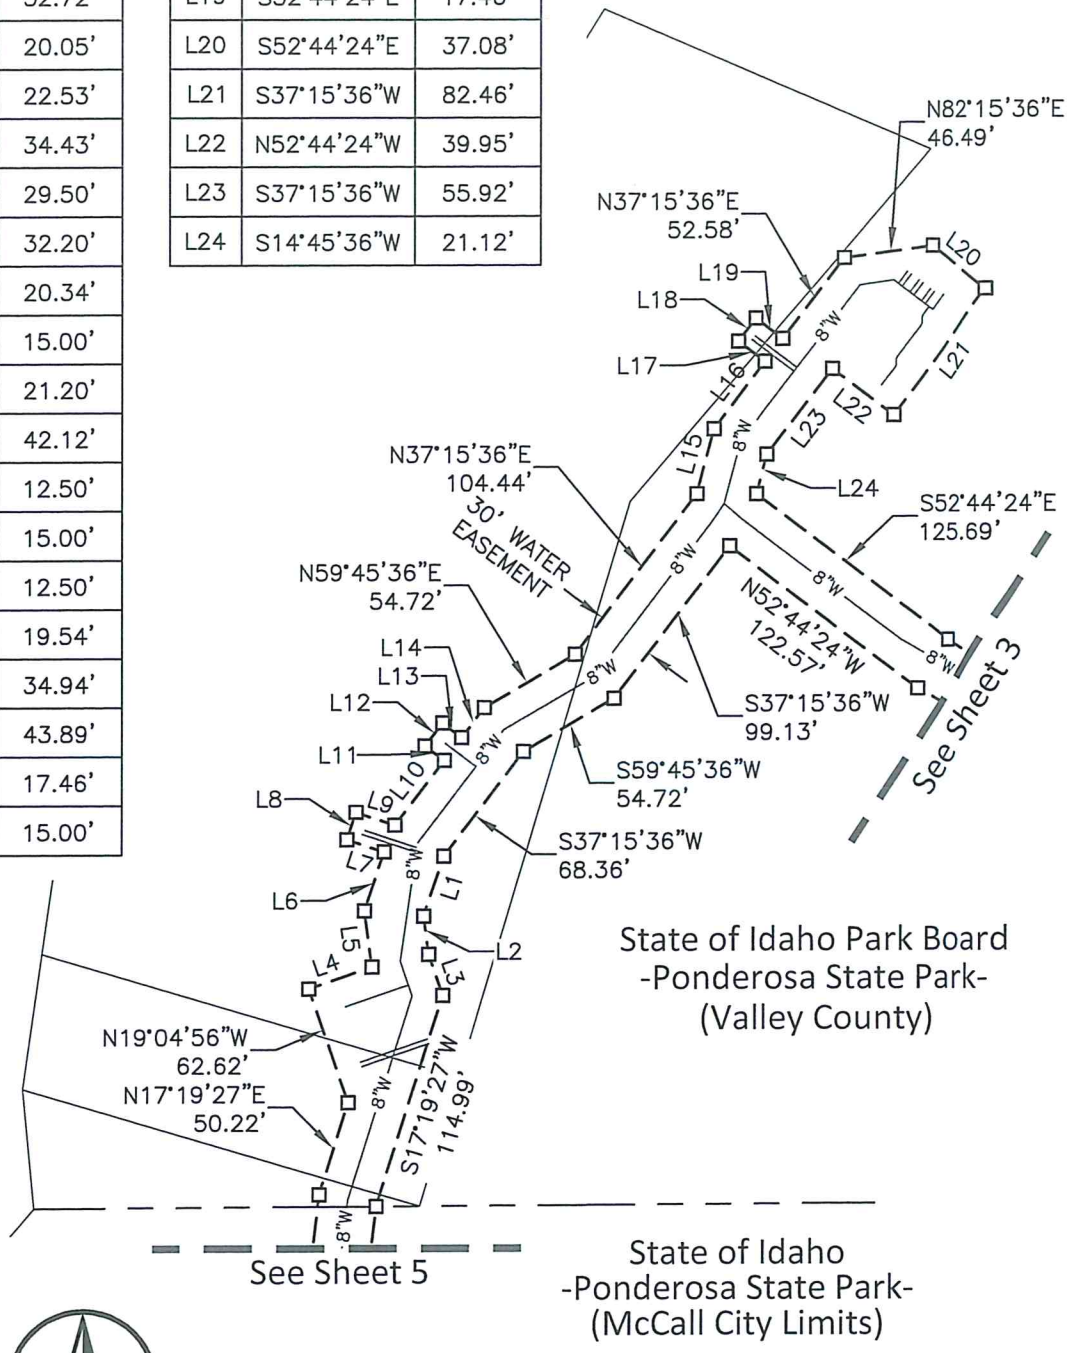 20.05'
22.53'
34.43'
29.50'
32.20'
20.34'
15.00'
21.20'
42.12'
12.50'
15.00'
12.50'
19.54'
34.94'
43.89'
17.46'
15.00'
L20 S52°44'24"E 37.08'
L21 S37°15'36"W 82.46'
L22 N52°44'24"W 39.95'
L23 S37°15'36"W 55.92'
L24 S14°45'36"W 21.12'
N82°15'36"E
46.49'
N37°15'36"E
52.58'
L20
L19
L18
L17
L16
8"W
L21
L22
L23
L15
8"W
L24
N37°15'36"E
104.44'
30' WATER
EASEMENT
S52°44'24"E
125.69'
8"W
8"W
N52°44'24"W
122.57'
8"W
See Sheet 3
N59°45'36"E
54.72'
L14
L13
L12
L11
8"W
8"W
S37°15'36"W
99.13'
S59°45'36"W
54.72'
L10
L9
L8
L7
8"W
S37°15'36"W
68.36'
L6
L1
L5
L2
L4
L3
State of Idaho Park Board
-Ponderosa State Park-
(Valley County)
N19°04'56"W
62.62'
N17°19'27"E
50.22'
8"W
S17°19'27"W
114.99'
8"W
See Sheet 5
State of Idaho
-Ponderosa State Park-
(McCall City Limits)